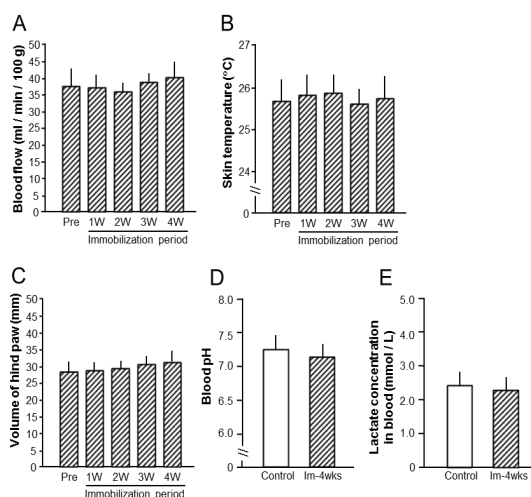 A
Blood flow (ml / min / 100 g)
50
45
40
35
30
25
20
15
10
5
0
Pre 1W 2W 3W 4W
Immobilization period
B
Skin temperature (°C)
27
26
25
24
0
Pre 1W 2W 3W 4W
Immobilization period
C
Volume of hind paw (mm)
50
45
40
35
30
25
20
15
10
5
0
Pre 1W 2W 3W 4W
Immobilization period
D
Blood pH
8.0
7.5
7.0
6.5
6.0
0
Control Im-4wks
E
Lactate concentration
in blood (mmol / L)
5.0
4.0
3.0
2.0
1.0
0
Control Im-4wks